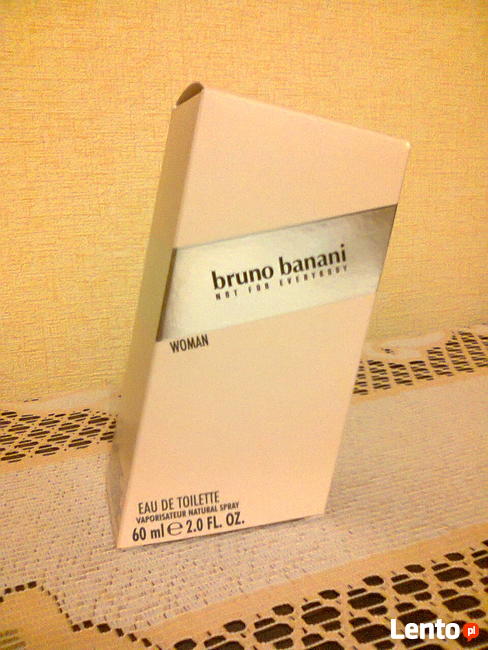 bruno banani
NOT FOR EVERYBODY
WOMAN
EAU DE TOILETTE
VAPORISATEUR NATURAL SPRAY
60 ml ℮ 2.0 FL. OZ.
Lento pl